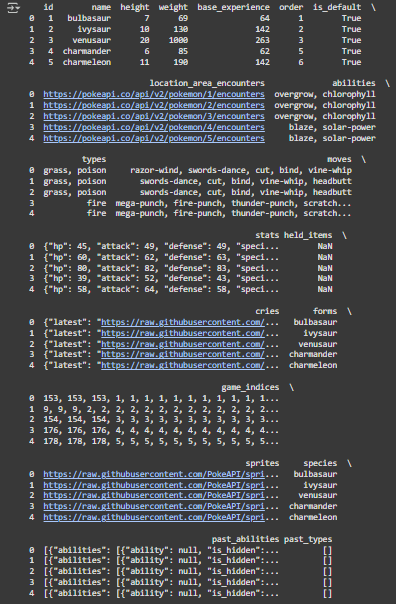 id name height weight base_experience order is_default \
0 1 bulbasaur 7 69 64 1 True
1 2 ivysaur 10 130 142 2 True
2 3 venusaur 20 1000 263 3 True
3 4 charmander 6 85 62 5 True
4 5 charmeleon 11 190 142 6 True
location_area_encounters abilities \
0 https://pokeapi.co/api/v2/pokemon/1/encounters overgrow, chlorophyll
1 https://pokeapi.co/api/v2/pokemon/2/encounters overgrow, chlorophyll
2 https://pokeapi.co/api/v2/pokemon/3/encounters overgrow, chlorophyll
3 https://pokeapi.co/api/v2/pokemon/4/encounters blaze, solar-power
4 https://pokeapi.co/api/v2/pokemon/5/encounters blaze, solar-power
types moves \
0 grass, poison razor-wind, swords-dance, cut, bind, vine-whip
1 grass, poison swords-dance, cut, bind, vine-whip, headbutt
2 grass, poison swords-dance, cut, bind, vine-whip, headbutt
3 fire mega-punch, fire-punch, thunder-punch, scratch...
4 fire mega-punch, fire-punch, thunder-punch, scratch...
stats held_items \
0 {"hp": 45, "attack": 49, "defense": 49, "speci... NaN
1 {"hp": 60, "attack": 62, "defense": 63, "speci... NaN
2 {"hp": 80, "attack": 82, "defense": 83, "speci... NaN
3 {"hp": 39, "attack": 52, "defense": 43, "speci... NaN
4 {"hp": 58, "attack": 64, "defense": 58, "speci... NaN
cries forms \
0 {"latest": "https://raw.githubusercontent.com/... bulbasaur
1 {"latest": "https://raw.githubusercontent.com/... ivysaur
2 {"latest": "https://raw.githubusercontent.com/... venusaur
3 {"latest": "https://raw.githubusercontent.com/... charmander
4 {"latest": "https://raw.githubusercontent.com/... charmeleon
game_indices \
0 153, 153, 153, 1, 1, 1, 1, 1, 1, 1, 1, 1, 1, 1...
1 9, 9, 9, 2, 2, 2, 2, 2, 2, 2, 2, 2, 2, 2, 2, 2...
2 154, 154, 154, 3, 3, 3, 3, 3, 3, 3, 3, 3, 3, 3...
3 176, 176, 176, 4, 4, 4, 4, 4, 4, 4, 4, 4, 4, 4...
4 178, 178, 178, 5, 5, 5, 5, 5, 5, 5, 5, 5, 5, 5...
sprites species \
0 https://raw.githubusercontent.com/PokeAPI/spri... bulbasaur
1 https://raw.githubusercontent.com/PokeAPI/spri... ivysaur
2 https://raw.githubusercontent.com/PokeAPI/spri... venusaur
3 https://raw.githubusercontent.com/PokeAPI/spri... charmander
4 https://raw.githubusercontent.com/PokeAPI/spri... charmeleon
past_abilities past_types
0 [{"abilities": [{"ability": null, "is_hidden":... []
1 [{"abilities": [{"ability": null, "is_hidden":... []
2 [{"abilities": [{"ability": null, "is_hidden":... []
3 [{"abilities": [{"ability": null, "is_hidden":... []
4 [{"abilities": [{"ability": null, "is_hidden":... []